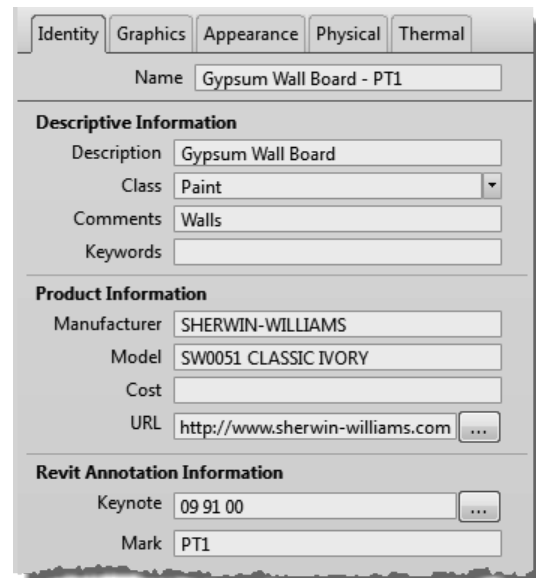 Identity Graphics Appearance Physical Thermal
Name Gypsum Wall Board - PT1
Descriptive Information
Description Gypsum Wall Board
Class Paint
Comments Walls
Keywords
Product Information
Manufacturer SHERWIN-WILLIAMS
Model SW0051 CLASSIC IVORY
Cost
URL http://www.sherwin-williams.com ...
Revit Annotation Information
Keynote 09 91 00 ...
Mark PT1